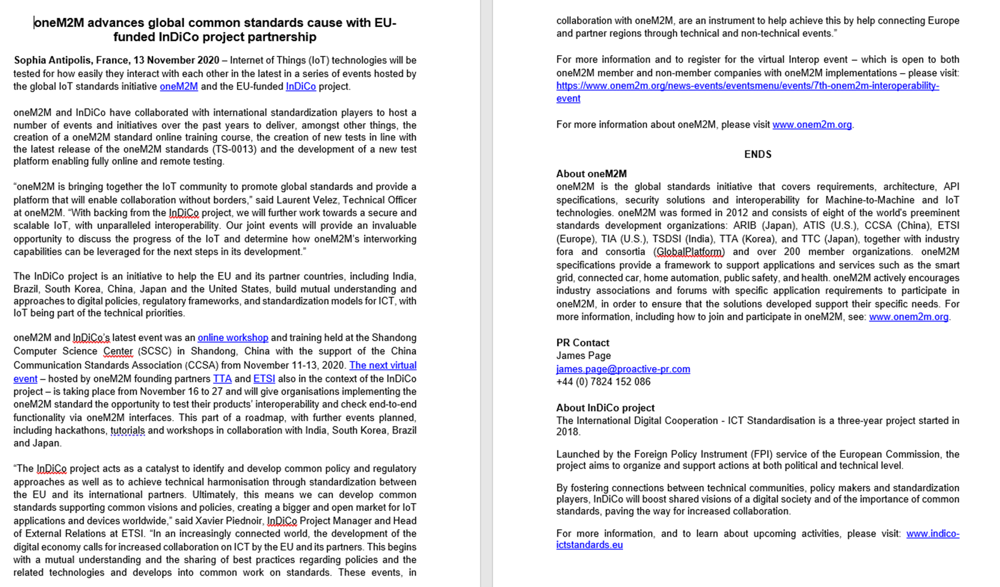 oneM2M advances global common standards cause with EU-
funded InDiCo project partnership
Sophia Antipolis, France, 13 November 2020 – Internet of Things (IoT) technologies will be
tested for how easily they interact with each other in the latest in a series of events hosted by
the global IoT standards initiative oneM2M and the EU-funded InDiCo project.
oneM2M and InDiCo have collaborated with international standardization players to host a
number of events and initiatives over the past years to deliver, amongst other things, the
creation of a oneM2M standard online training course, the creation of new tests in line with
the latest release of the oneM2M standards (TS-0013) and the development of a new test
platform enabling fully online and remote testing.
“oneM2M is bringing together the IoT community to promote global standards and provide a
platform that will enable collaboration without borders,” said Laurent Velez, Technical Officer
at oneM2M. “With backing from the InDiCo project, we will further work towards a secure and
scalable IoT, with unparalleled interoperability. Our joint events will provide an invaluable
opportunity to discuss the progress of the IoT and determine how oneM2M’s interworking
capabilities can be leveraged for the next steps in its development.”
The InDiCo project is an initiative to help the EU and its partner countries, including India,
Brazil, South Korea, China, Japan and the United States, build mutual understanding and
approaches to digital policies, regulatory frameworks, and standardization models for ICT, with
IoT being part of the technical priorities.
oneM2M and InDiCo’s latest event was an online workshop and training held at the Shandong
Computer Science Center (SCSC) in Shandong, China with the support of the China
Communication Standards Association (CCSA) from November 11-13, 2020. The next virtual
event – hosted by oneM2M founding partners TTA and ETSI also in the context of the InDiCo
project – is taking place from November 16 to 27 and will give organisations implementing the
oneM2M standard the opportunity to test their products’ interoperability and check end-to-end
functionality via oneM2M interfaces. This part of a roadmap, with further events planned,
including hackathons, tutorials and workshops in collaboration with India, South Korea, Brazil
and Japan.
“The InDiCo project acts as a catalyst to identify and develop common policy and regulatory
approaches as well as to achieve technical harmonisation through standardization between
the EU and its international partners. Ultimately, this means we can develop common
standards supporting common visions and policies, creating a bigger and open market for IoT
applications and devices worldwide,” said Xavier Piednoir, InDiCo Project Manager and Head
of External Relations at ETSI. “In an increasingly connected world, the development of the
digital economy calls for increased collaboration on ICT by the EU and its partners. This begins
with a mutual understanding and the sharing of best practices regarding policies and the
related technologies and develops into common work on standards. These events, in
collaboration with oneM2M, are an instrument to help achieve this by help connecting Europe
and partner regions through technical and non-technical events.”
For more information and to register for the virtual Interop event – which is open to both
oneM2M member and non-member companies with oneM2M implementations – please visit:
https://www.onem2m.org/news-events/eventsmenu/events/7th-onem2m-interoperability-
event
For more information about oneM2M, please visit www.onem2m.org.
ENDS
About oneM2M
oneM2M is the global standards initiative that covers requirements, architecture, API
specifications, security solutions and interoperability for Machine-to-Machine and IoT
technologies. oneM2M was formed in 2012 and consists of eight of the world's preeminent
standards development organizations: ARIB (Japan), ATIS (U.S.), CCSA (China), ETSI
(Europe), TIA (U.S.), TSDSI (India), TTA (Korea), and TTC (Japan), together with industry
fora and consortia (GlobalPlatform) and over 200 member organizations. oneM2M
specifications provide a framework to support applications and services such as the smart
grid, connected car, home automation, public safety, and health. oneM2M actively encourages
industry associations and forums with specific application requirements to participate in
oneM2M, in order to ensure that the solutions developed support their specific needs. For
more information, including how to join and participate in oneM2M, see: www.onem2m.org.
PR Contact
James Page
james.page@proactive-pr.com
+44 (0) 7824 152 086
About InDiCo project
The International Digital Cooperation - ICT Standardisation is a three-year project started in
2018.
Launched by the Foreign Policy Instrument (FPI) service of the European Commission, the
project aims to organize and support actions at both political and technical level.
By fostering connections between technical communities, policy makers and standardization
players, InDiCo will boost shared visions of a digital society and of the importance of common
standards, paving the way for increased collaboration.
For more information, and to learn about upcoming activities, please visit: www.indico-
ictstandards.eu